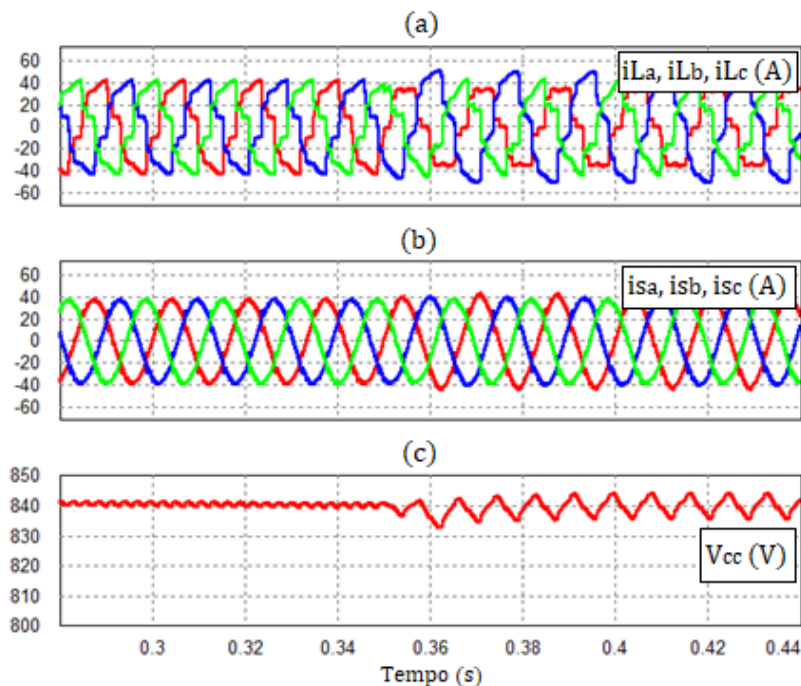 (a)
60
40
20
0
-20
-40
-60
iLa, iLb, iLc (A)
(b)
60
40
20
0
-20
-40
-60
isa, isb, isc (A)
(c)
850
840
830
820
810
800
Vcc (V)
0.3 0.32 0.34 0.36 0.38 0.4 0.42 0.44
Tempo (s)